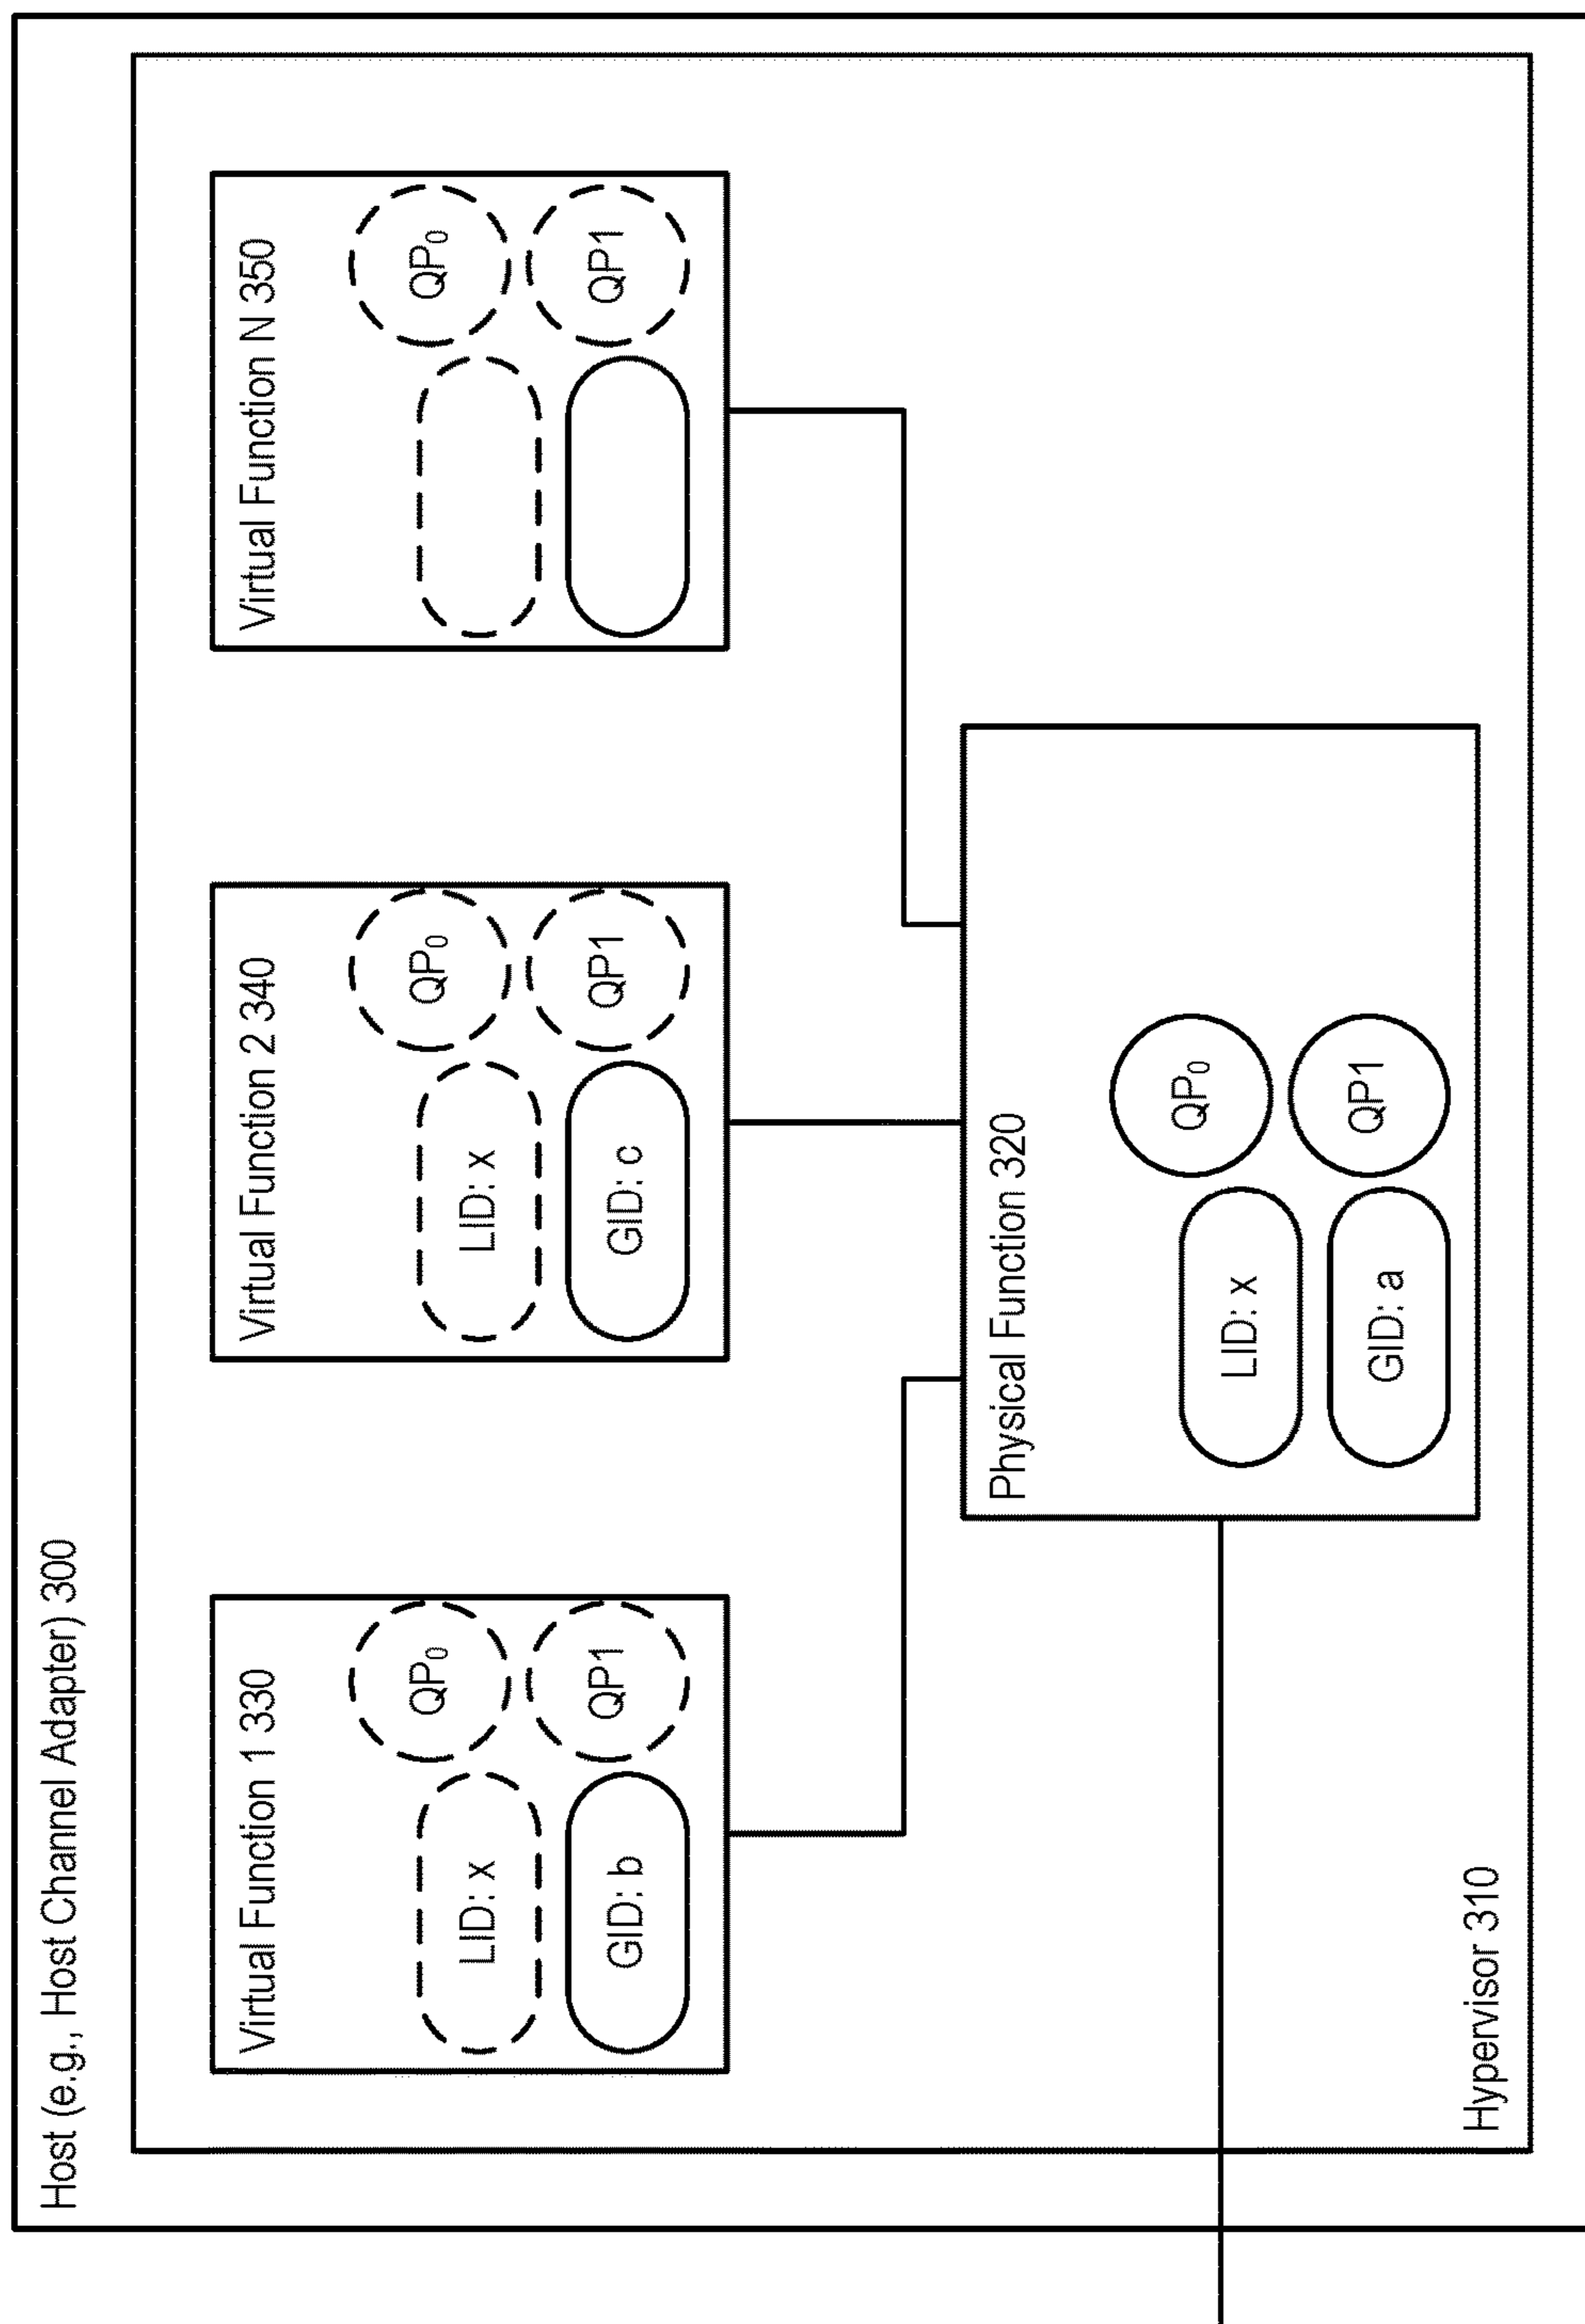 Host (e.g., Host Channel Adapter) 300
Virtual Function 1 330
QP0
LID: x
QP1
GID: b
Virtual Function 2 340
QP0
LID: x
QP1
GID: c
Virtual Function N 350
QP0
QP1
Physical Function 320
QP0
LID: x
QP1
GID: a
Hypervisor 310